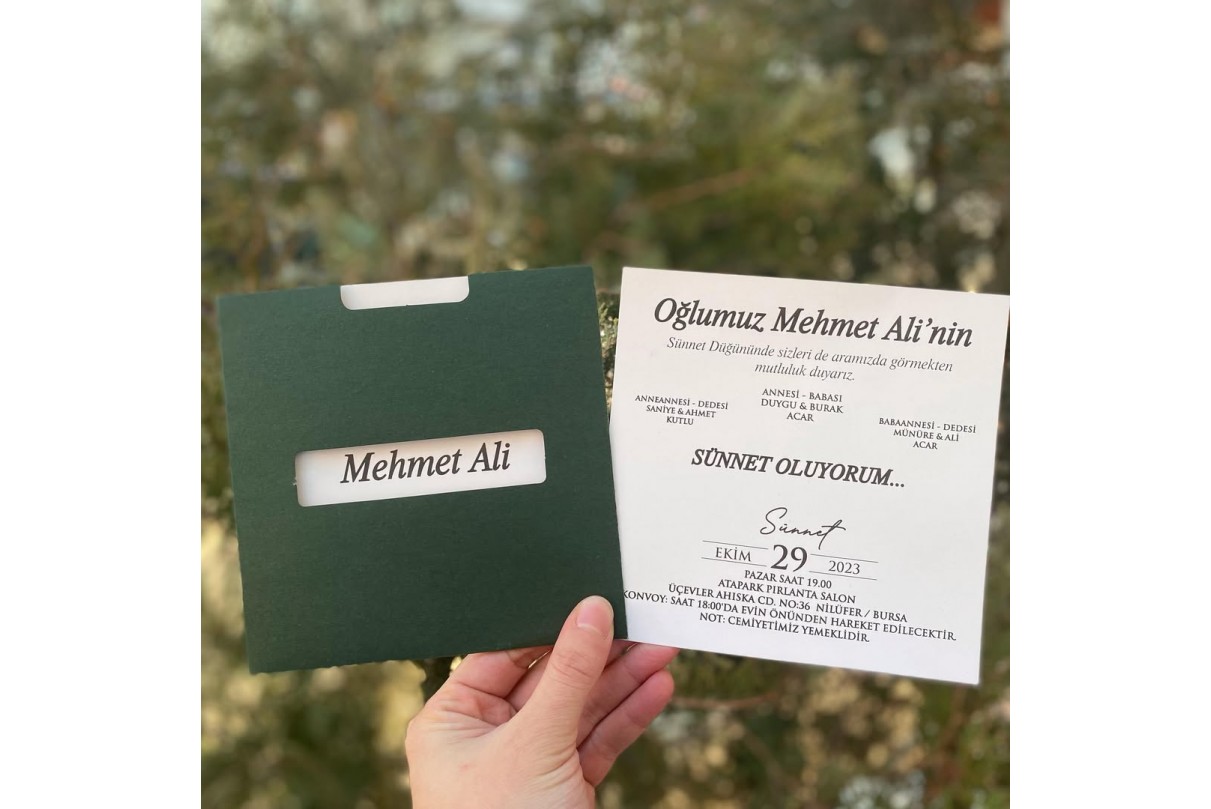 Mehmet Ali
Oğlumuz Mehmet Ali'nin
Sünnet Düğününde sizleri de aramızda görmekten
mutluluk duyarız.
ANNEANNESİ - DEDESİ
SANİYE & AHMET
KUTLU
ANNESİ - BABASI
DUYGU & BURAK
ACAR
BABAANNESİ - DEDESİ
MÜNÜRE & ALİ
ACAR
SÜNNET OLUYORUM...
Sünnet
EKİM 29 2023
PAZAR SAAT 19.00
ATAPARK PIRLANTA SALON
ÜÇEVLER AHISKA CD. NO:36 NİLÜFER / BURSA
KONVOY: SAAT 18:00'DA EVİN ÖNÜNDEN HAREKET EDİLECEKTİR.
NOT: CEMİYETİMİZ YEMEKLİDİR.